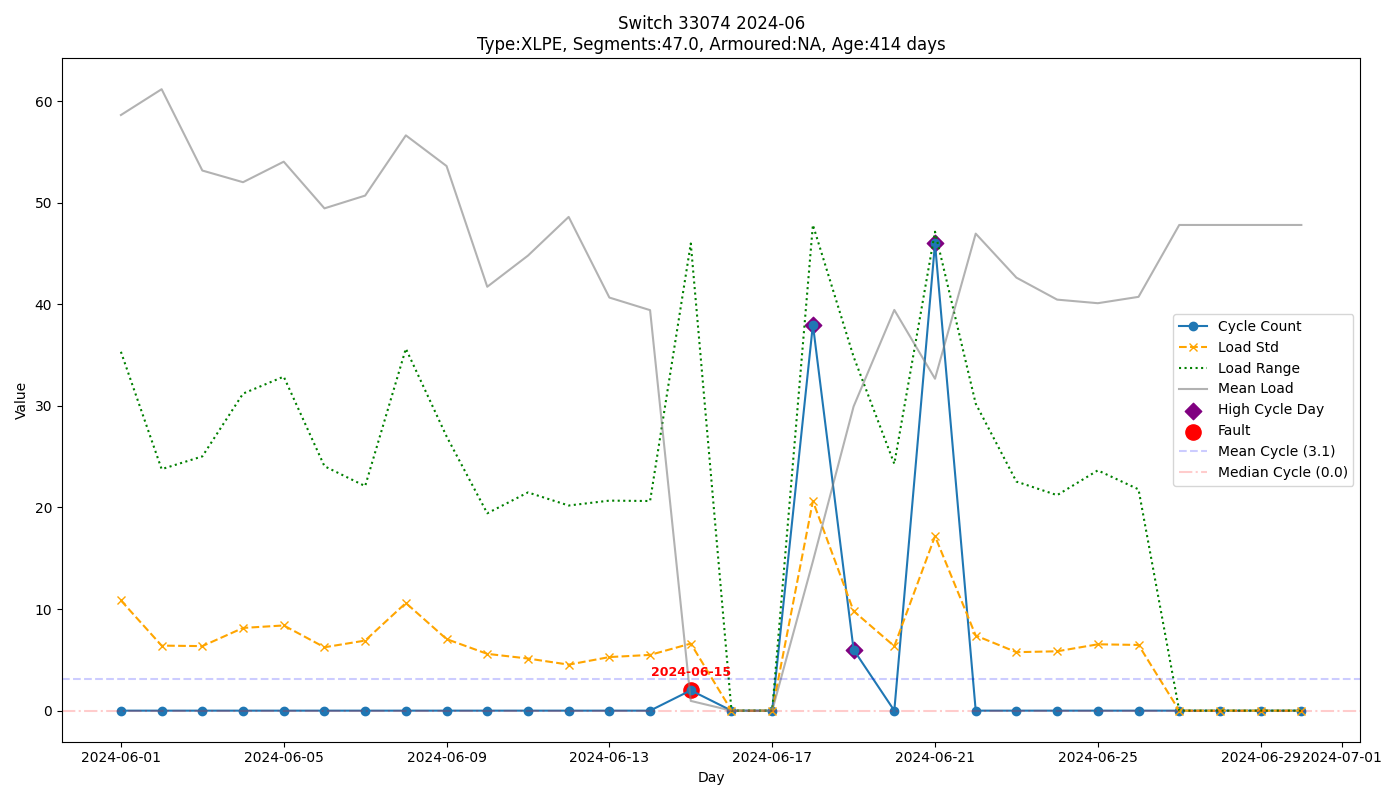 Switch 33074 2024-06
Type:XLPE, Segments:47.0, Armoured:NA, Age:414 days
Value
60
50
40
30
20
10
0
2024-06-15
Cycle Count
Load Std
Load Range
Mean Load
High Cycle Day
Fault
Mean Cycle (3.1)
Median Cycle (0.0)
2024-06-01 2024-06-05 2024-06-09 2024-06-13 2024-06-17 2024-06-21 2024-06-25 2024-06-29 2024-07-01
Day